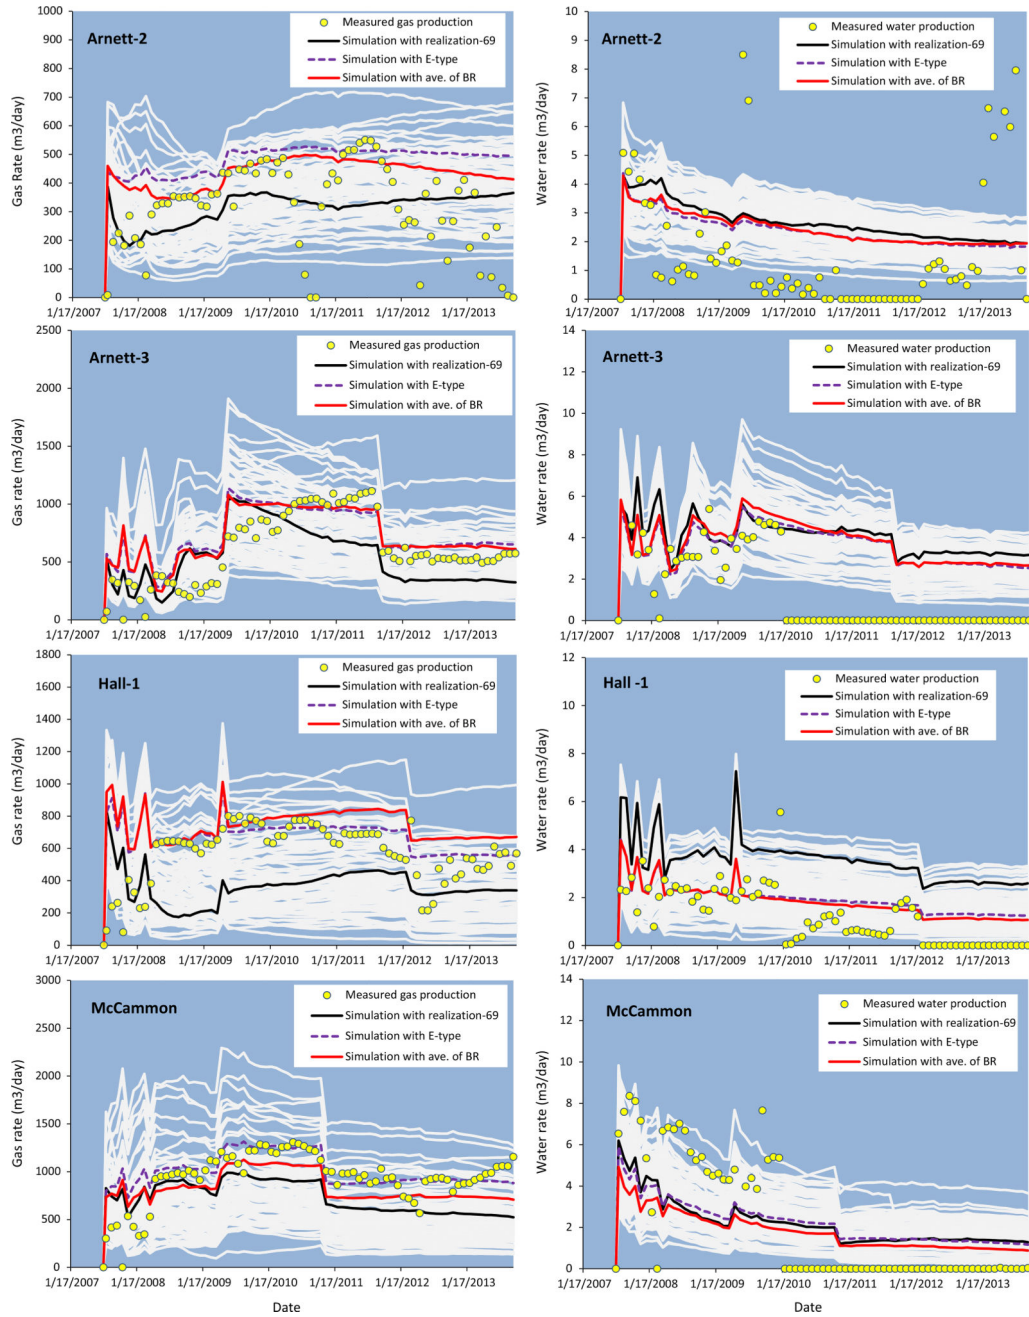 Arnett-2
Measured gas production
Simulation with realization-69
Simulation with E-type
Simulation with ave. of BR
Gas Rate (m3/day)
1000
900
800
700
600
500
400
300
200
100
0
1/17/2007 1/17/2008 1/17/2009 1/17/2010 1/17/2011 1/17/2012 1/17/2013
Arnett-2
Measured water production
Simulation with realization-69
Simulation with E-type
Simulation with ave. of BR
Water rate (m3/day)
10
9
8
7
6
5
4
3
2
1
0
1/17/2007 1/17/2008 1/17/2009 1/17/2010 1/17/2011 1/17/2012 1/17/2013
Arnett-3
Measured gas production
Simulation with realization-69
Simulation with E-type
Simulation with ave. of BR
Gas rate (m3/day)
2500
2000
1500
1000
500
0
1/17/2007 1/17/2008 1/17/2009 1/17/2010 1/17/2011 1/17/2012 1/17/2013
Arnett-3
Measured water production
Simulation with realization-69
Simulation with E-type
Simulation with ave. of BR
Water rate (m3/day)
14
12
10
8
6
4
2
0
1/17/2007 1/17/2008 1/17/2009 1/17/2010 1/17/2011 1/17/2012 1/17/2013
Hall-1
Measured gas production
Simulation with realization-69
Simulation with E-type
Simulation with ave. of BR
Gas rate (m3/day)
1800
1600
1400
1200
1000
800
600
400
200
0
1/17/2007 1/17/2008 1/17/2009 1/17/2010 1/17/2011 1/17/2012 1/17/2013
Hall -1
Measured water production
Simulation with realization-69
Simulation with E-type
Simulation with ave. of BR
Water rate (m3/day)
12
10
8
6
4
2
0
1/17/2007 1/17/2008 1/17/2009 1/17/2010 1/17/2011 1/17/2012 1/17/2013
McCammon
Measured gas production
Simulation with realization-69
Simulation with E-type
Simulation with ave. of BR
Gas rate (m3/day)
3000
2500
2000
1500
1000
500
0
1/17/2007 1/17/2008 1/17/2009 1/17/2010 1/17/2011 1/17/2012 1/17/2013
Date
McCammon
Measured water production
Simulation with realization-69
Simulation with E-type
Simulation with ave. of BR
Water rate (m3/day)
14
12
10
8
6
4
2
0
1/17/2007 1/17/2008 1/17/2009 1/17/2010 1/17/2011 1/17/2012 1/17/2013
Date